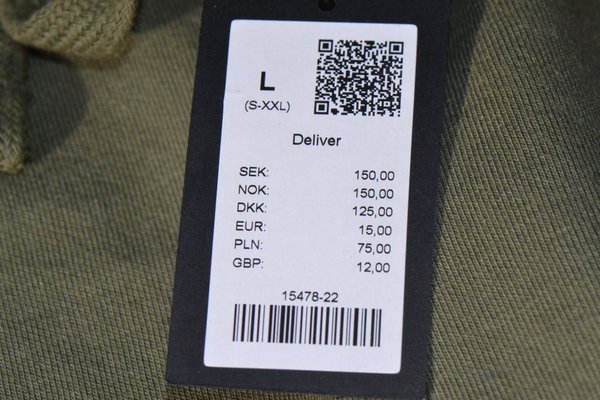 L
(S-XXL)
Deliver
SEK: 150,00
NOK: 150,00
DKK: 125,00
EUR: 15,00
PLN: 75,00
GBP: 12,00
15478-22